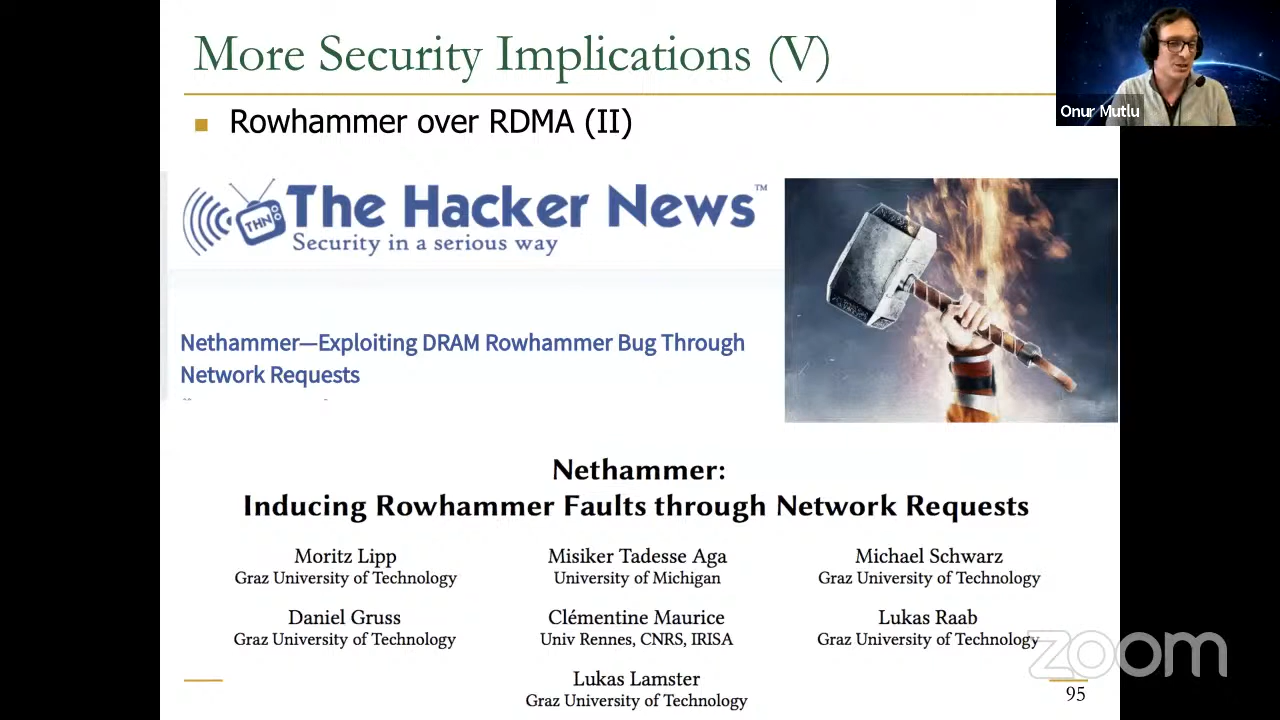 More Security Implications (V)
Onur Mutlu
Rowhammer over RDMA (II)
THN
The Hacker News™
Security in a serious way
Nethammer—Exploiting DRAM Rowhammer Bug Through
Network Requests
Nethammer:
Inducing Rowhammer Faults through Network Requests
Moritz Lipp
Graz University of Technology
Misiker Tadesse Aga
University of Michigan
Michael Schwarz
Graz University of Technology
Daniel Gruss
Graz University of Technology
Clémentine Maurice
Univ Rennes, CNRS, IRISA
Lukas Raab
Graz University of Technology
Lukas Lamster
Graz University of Technology
zoom
95